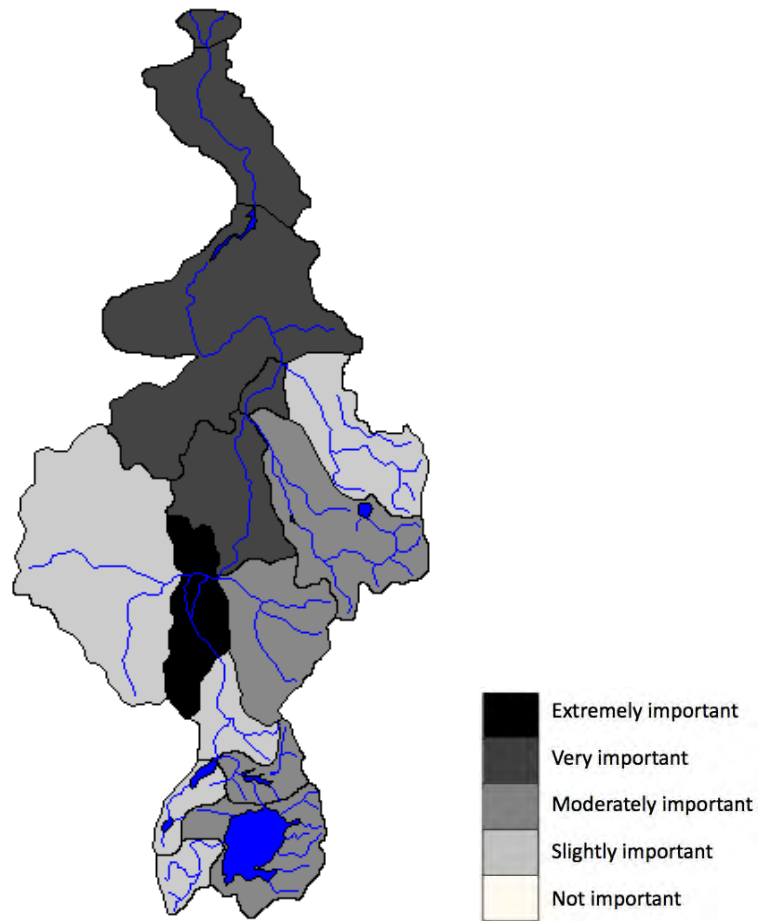 Extremely important
Very important
Moderately important
Slightly important
Not important